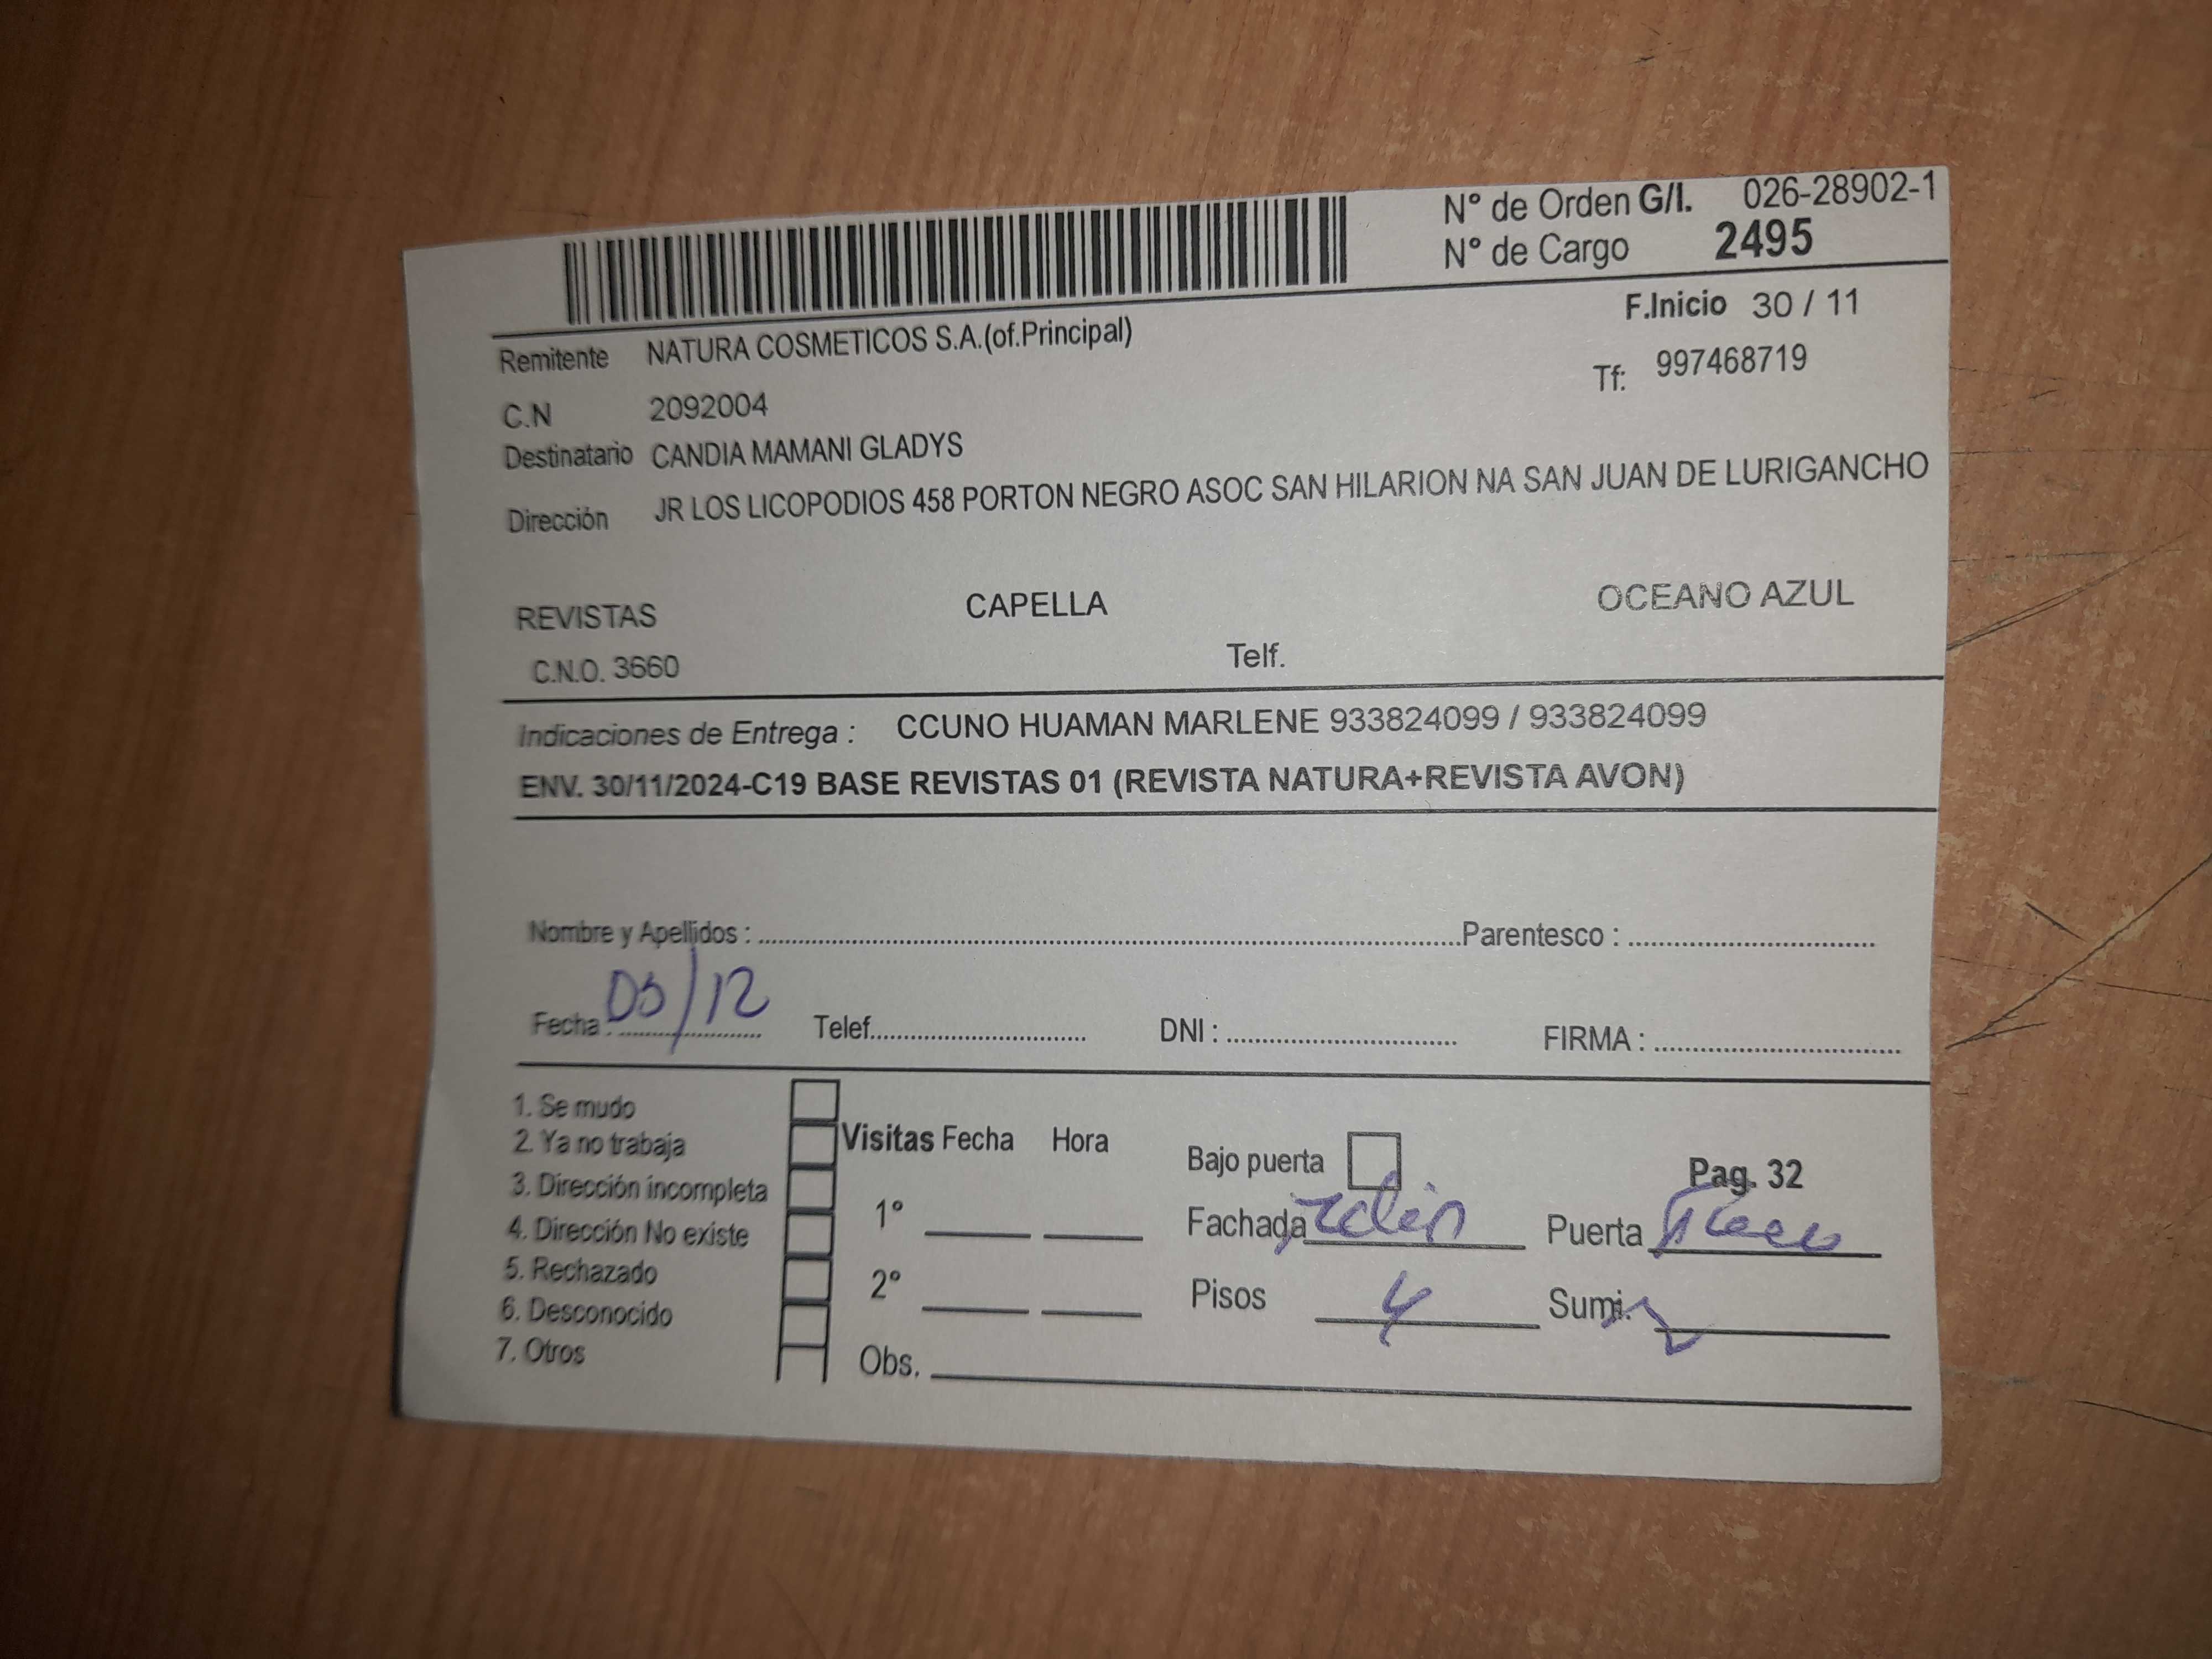 N° de Orden G/I. 026-28902-1
N° de Cargo 2495
F.Inicio 30 / 11
Remitente NATURA COSMETICOS S.A.(of.Principal)
Tf: 997468719
C.N 2092004
Destinatario CANDIA MAMANI GLADYS
Dirección JR LOS LICOPODIOS 458 PORTON NEGRO ASOC SAN HILARION NA SAN JUAN DE LURIGANCHO
REVISTAS CAPELLA OCEANO AZUL
C.N.O. 3660 Telf.
Indicaciones de Entrega : CCUNO HUAMAN MARLENE 933824099 / 933824099
ENV. 30/11/2024-C19 BASE REVISTAS 01 (REVISTA NATURA+REVISTA AVON)
Nombre y Apellidos : Parentesco :
Fecha : 05/12 Telef. DNI : FIRMA :
1. Se mudo
2. Ya no trabaja
3. Dirección incompleta
4. Dirección No existe
5. Rechazado
6. Desconocido
7. Otros
Visitas Fecha Hora
1°
2°
Obs.
Bajo puerta
Pag. 32
Fachada Puerta
Pisos 4 Sumi.